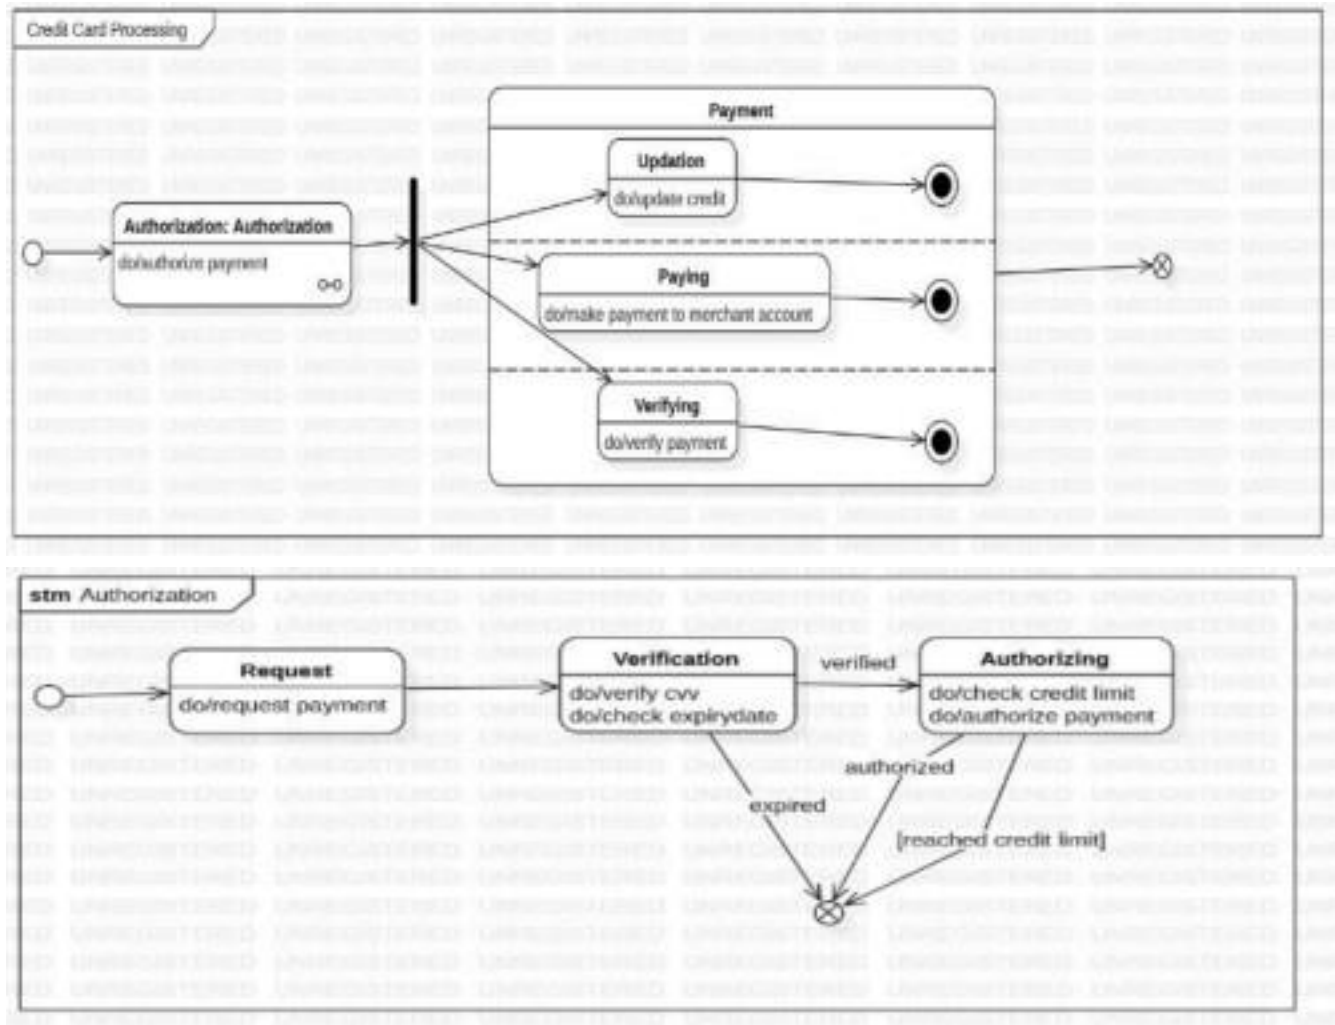 Credit Card Processing
Payment
Updation
do/update credit
Authorization: Authorization
do/authorize payment
Paying
do/make payment to merchant account
Verifying
do/verify payment
stm Authorization
Request
do/request payment
Verification
do/verify cvv
do/check expirydate
verified
Authorizing
do/check credit limit
do/authorize payment
authorized
expired
[reached credit limit]